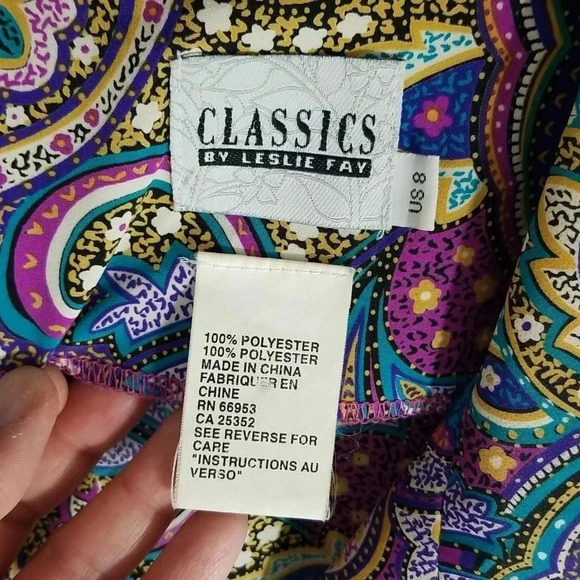 CLASSICS
BY LESLIE FAY
US 8
100% POLYESTER
100% POLYESTER
MADE IN CHINA
FABRIQUE EN
CHINE
RN 66953
CA 25352
SEE REVERSE FOR
CARE
"INSTRUCTIONS AU
VERSO"